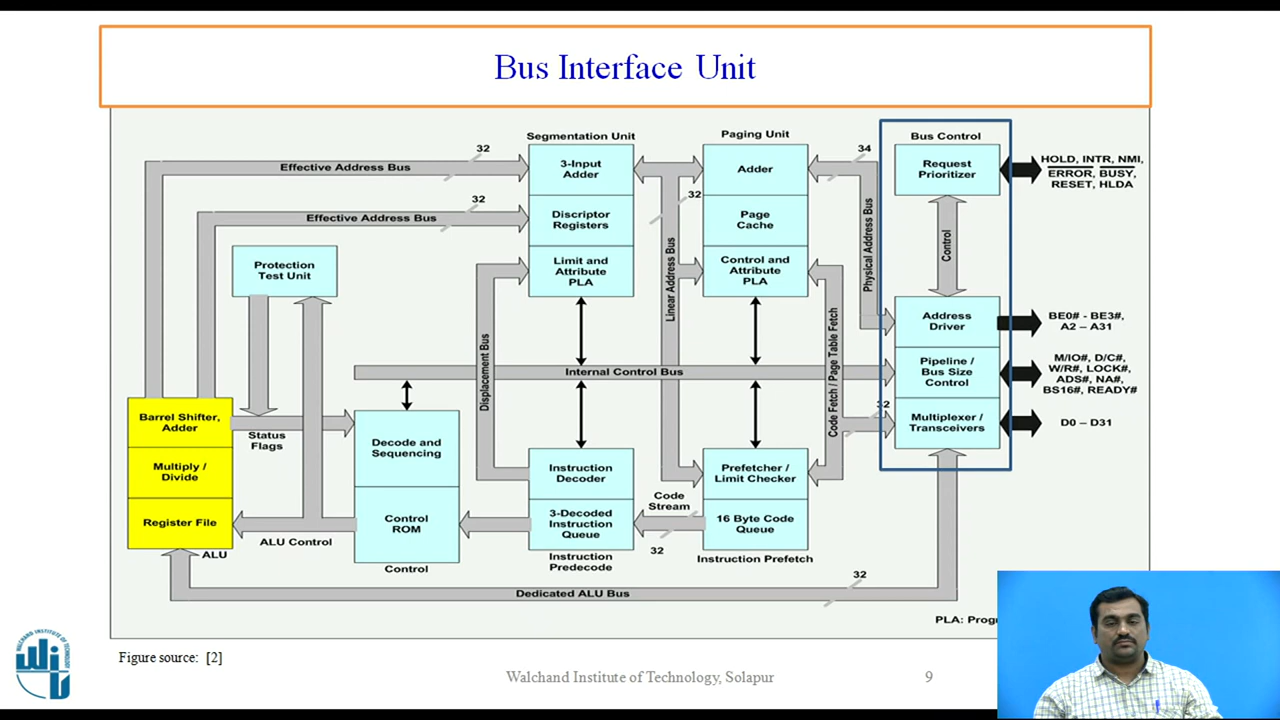 Bus Interface Unit
Segmentation Unit
Paging Unit
Bus Control
32
Effective Address Bus
3-Input
Adder
Adder
34
Request
Prioritizer
HOLD, INTR, NMI,
ERROR, BUSY,
RESET, HLDA
32
Effective Address Bus
Discriptor
Registers
32
Page
Cache
Physical Address Bus
Control
Protection
Test Unit
Limit and
Attribute
PLA
Linear Address Bus
Control and
Attribute
PLA
Address
Driver
BE0# - BE3#,
A2 – A31
Displacement Bus
Internal Control Bus
Code Fetch / Page Table Fetch
Pipeline /
Bus Size
Control
M/IO#, D/C#,
W/R#, LOCK#,
ADS#, NA#,
BS16#, READY#
32
Multiplexer /
Transceivers
D0 – D31
Barrel Shifter,
Adder
Status
Flags
Multiply /
Divide
Register File
ALU
ALU Control
Decode and
Sequencing
Control
ROM
Control
Instruction
Decoder
3-Decoded
Instruction
Queue
Instruction
Predecode
Code
Stream
32
Prefetcher /
Limit Checker
16 Byte Code
Queue
Instruction Prefetch
32
Dedicated ALU Bus
PLA: Progr
WALCHAND INSTITUTE OF TECHNOLOGY
Figure source: [2]
Walchand Institute of Technology, Solapur
9